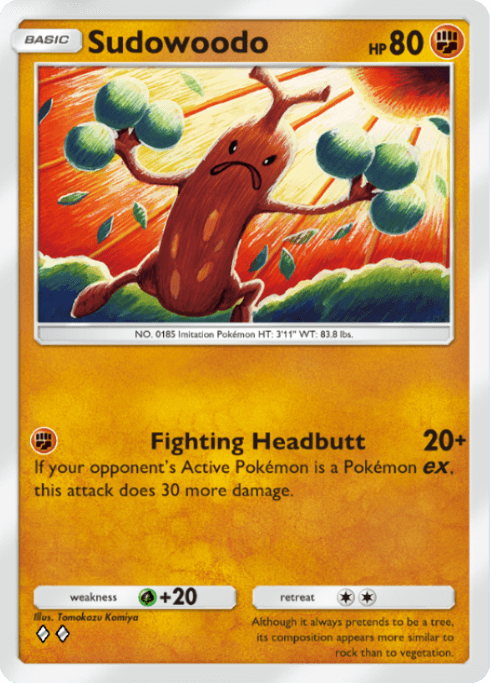 BASIC Sudowoodo HP 80
NO. 0185 Imitation Pokémon HT: 3'11" WT: 83.8 lbs.
Fighting Headbutt 20+
If your opponent's Active Pokémon is a Pokémon ex,
this attack does 30 more damage.
weakness +20 retreat
Illus. Tomokazu Komiya
Although it always pretends to be a tree,
its composition appears more similar to
rock than to vegetation.